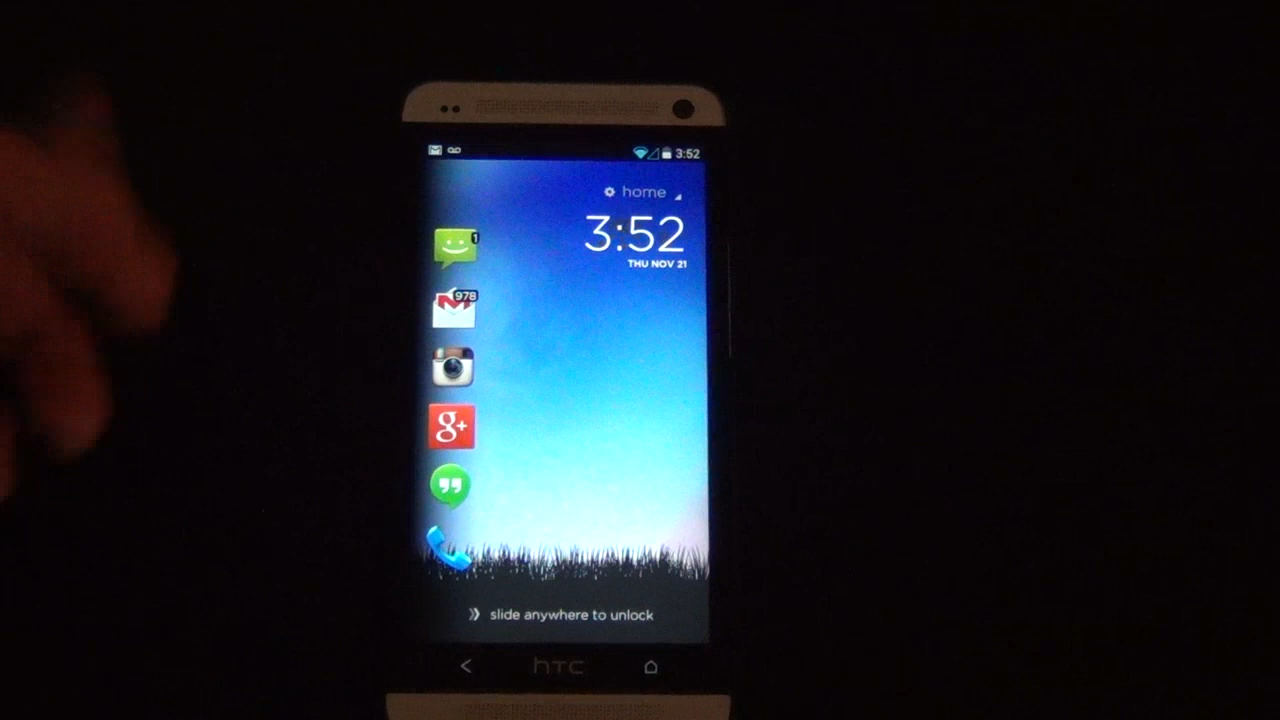 3:52
home
3:52
THU NOV 21
1
978
g+
slide anywhere to unlock
hTC